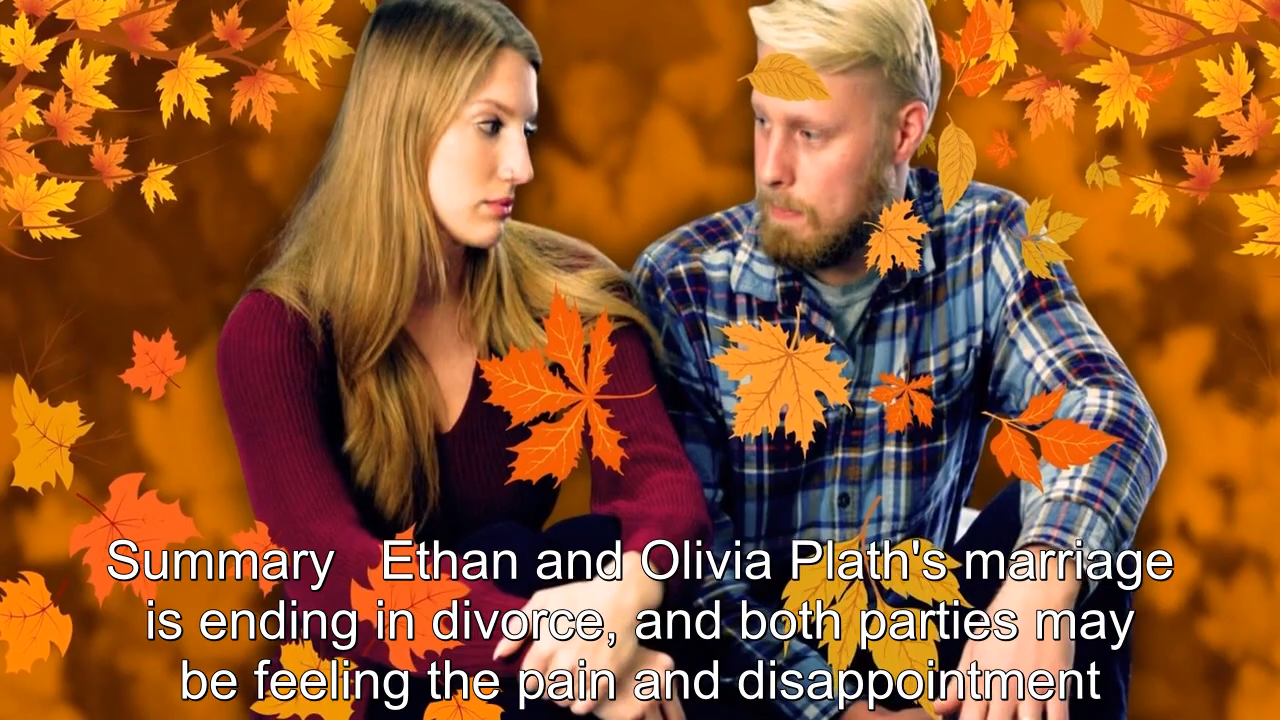 Summary   Ethan and Olivia Plath's marriage
is ending in divorce, and both parties may
be feeling the pain and disappointment